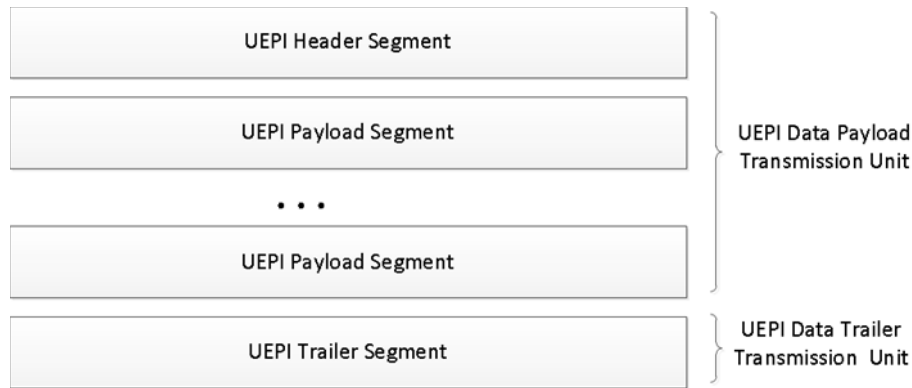 UEPI Header Segment
UEPI Payload Segment
UEPI Data Payload
Transmission Unit
• • •
UEPI Payload Segment
UEPI Trailer Segment
UEPI Data Trailer
Transmission Unit